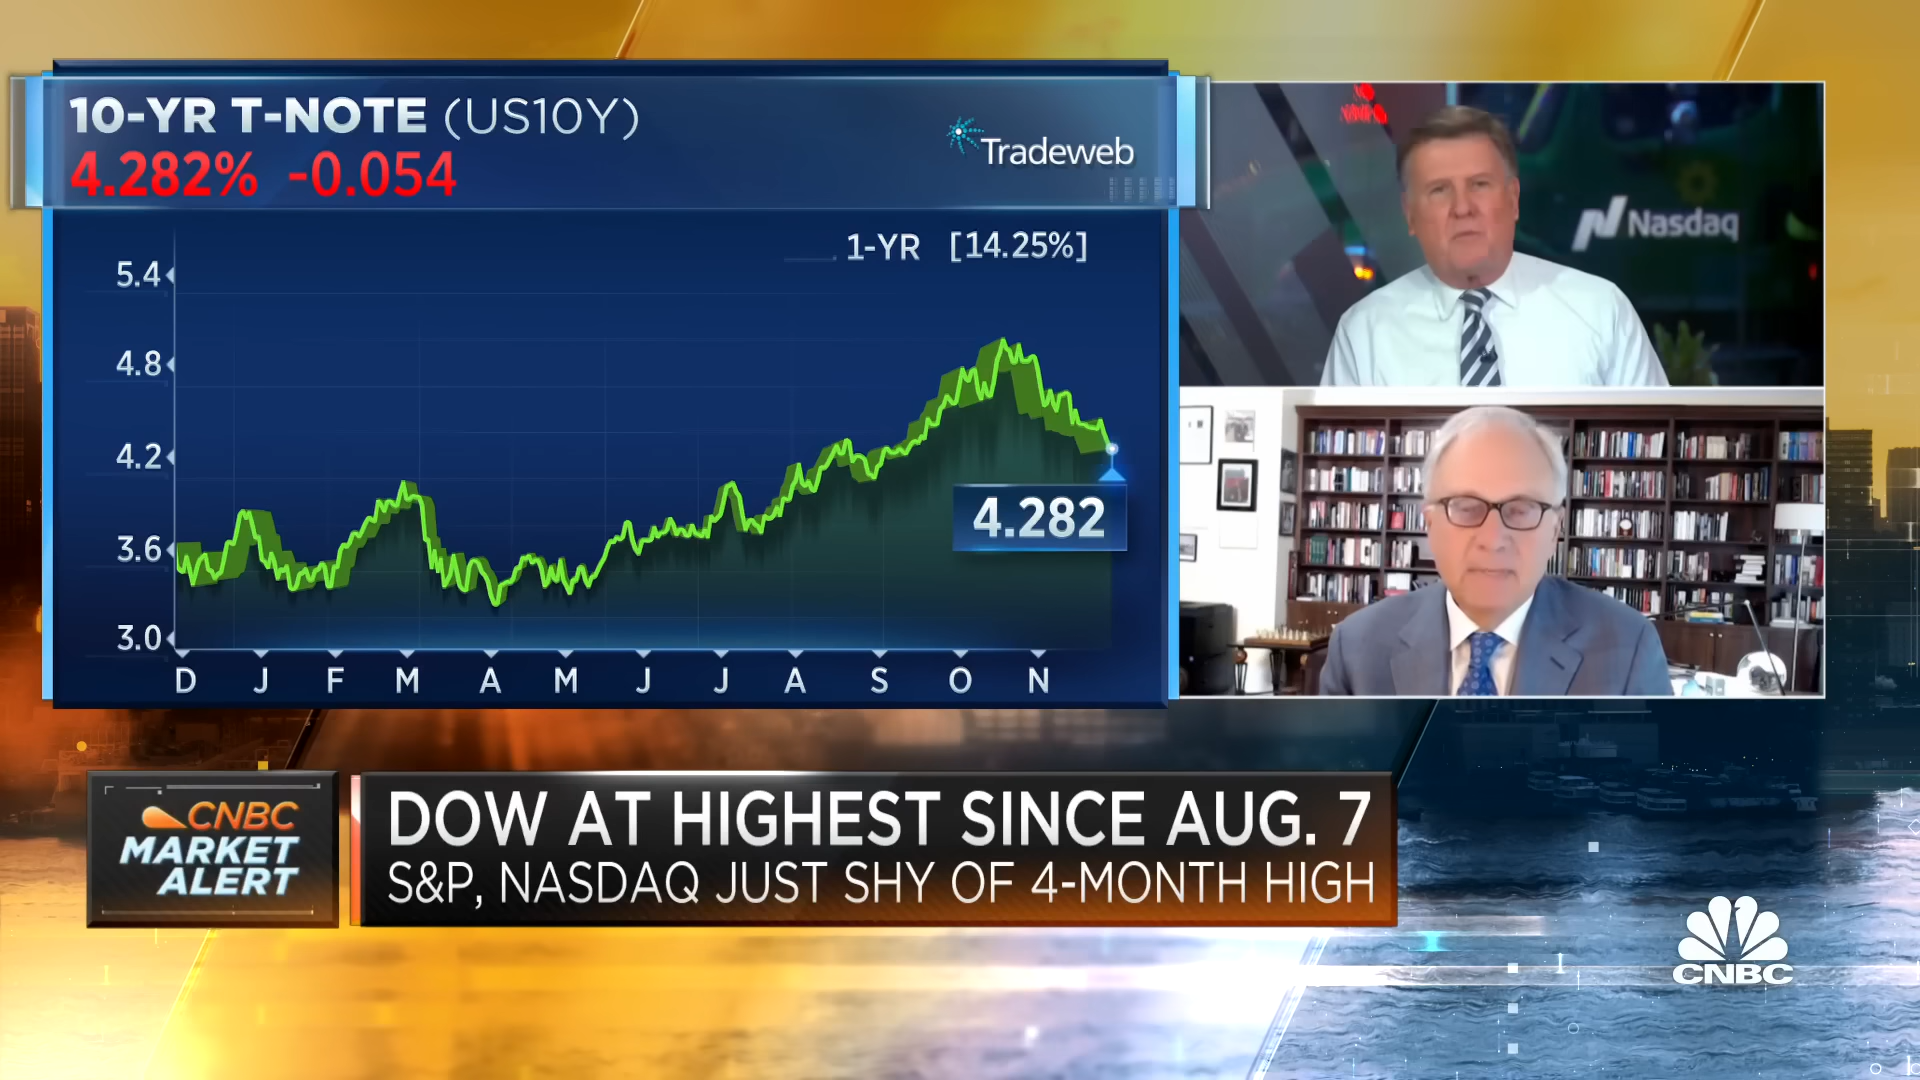 10-YR T-NOTE (US10Y)
4.282% -0.054
Tradeweb
1-YR [14.25%]
5.4
4.8
4.2
3.6
3.0
4.282
D J F M A M J J A S O N
Nasdaq
CNBC
MARKET
ALERT
DOW AT HIGHEST SINCE AUG. 7
S&P, NASDAQ JUST SHY OF 4-MONTH HIGH
CNBC